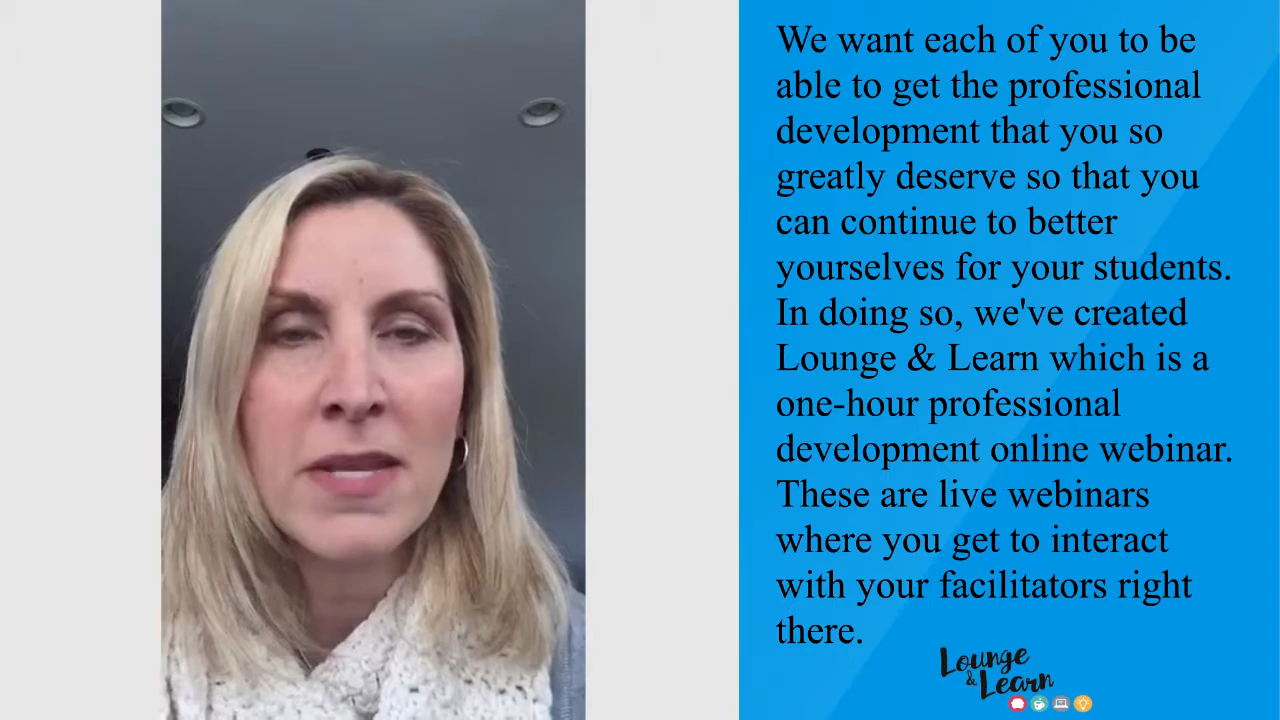 We want each of you to be
able to get the professional
development that you so
greatly deserve so that you
can continue to better
yourselves for your students.
In doing so, we've created
Lounge & Learn which is a
one-hour professional
development online webinar.
These are live webinars
where you get to interact
with your facilitators right
there.
Lounge
& Learn